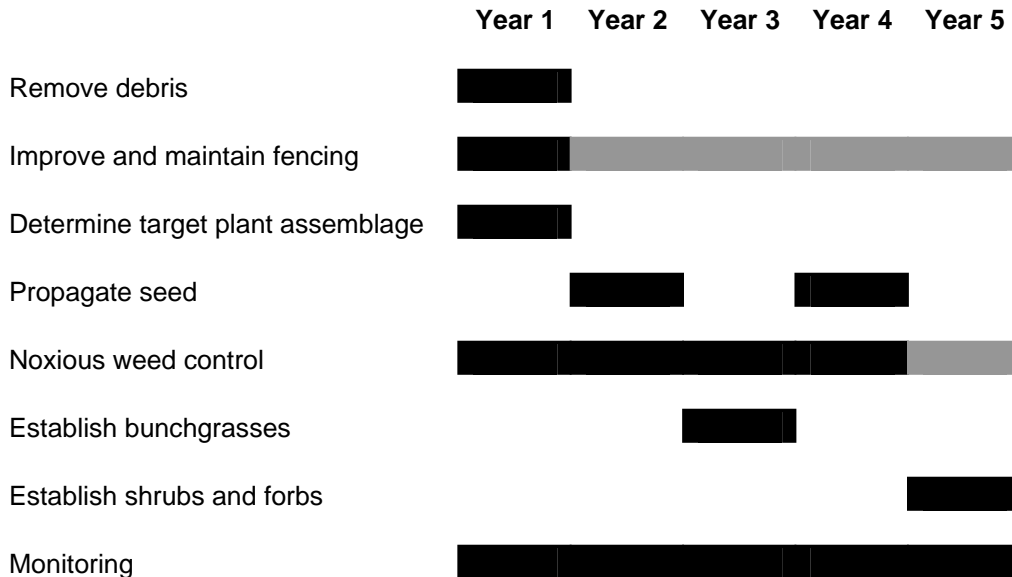 Year 1 Year 2 Year 3 Year 4 Year 5
Remove debris
Improve and maintain fencing
Determine target plant assemblage
Propagate seed
Noxious weed control
Establish bunchgrasses
Establish shrubs and forbs
Monitoring